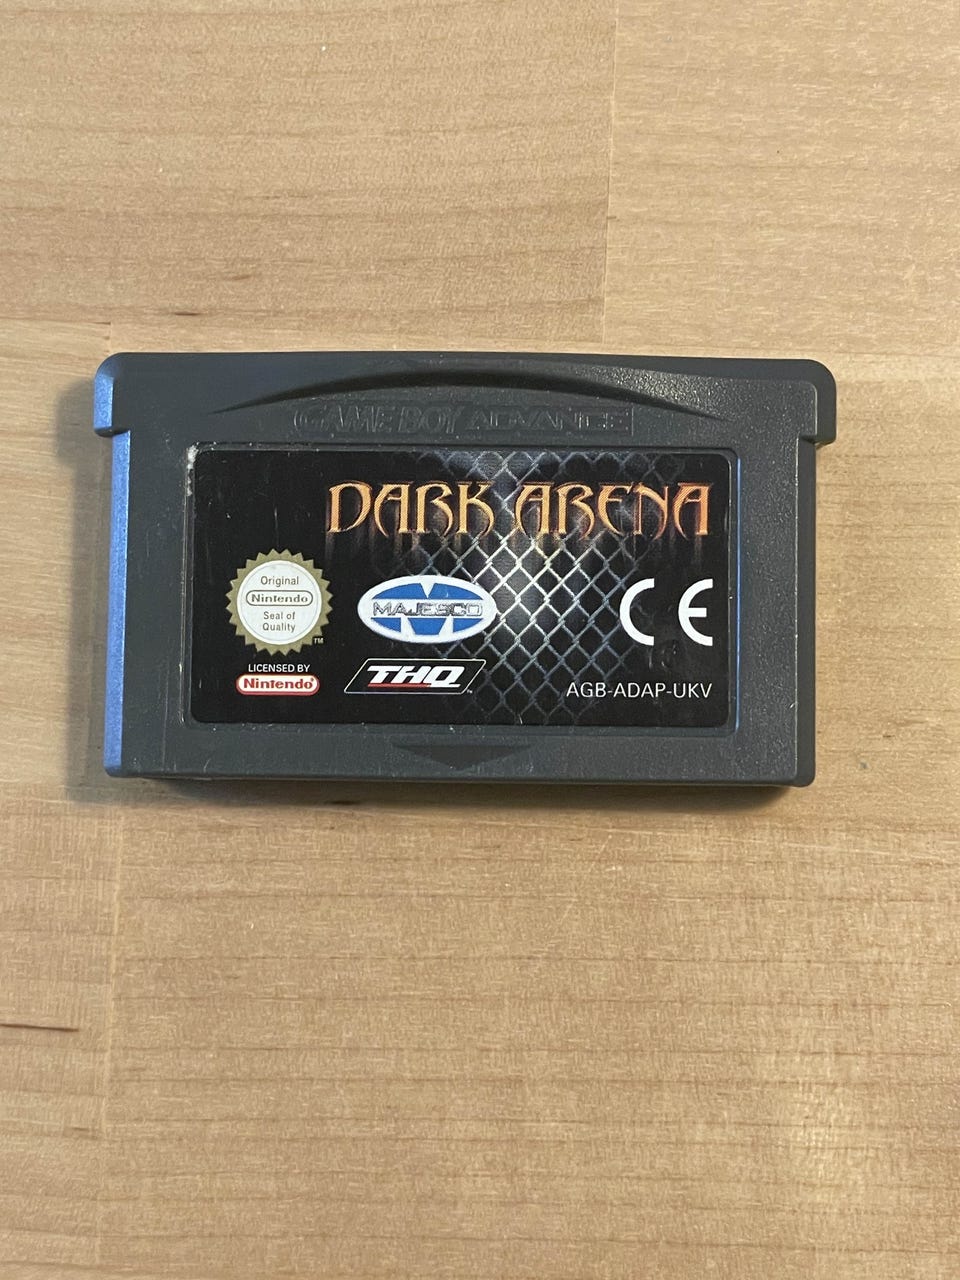 GAME BOY ADVANCE
DARK ARENA
Original
Nintendo
Seal of
Quality
TM
MAJESCO
CE
LICENSED BY
Nintendo
THQ
AGB-ADAP-UKV